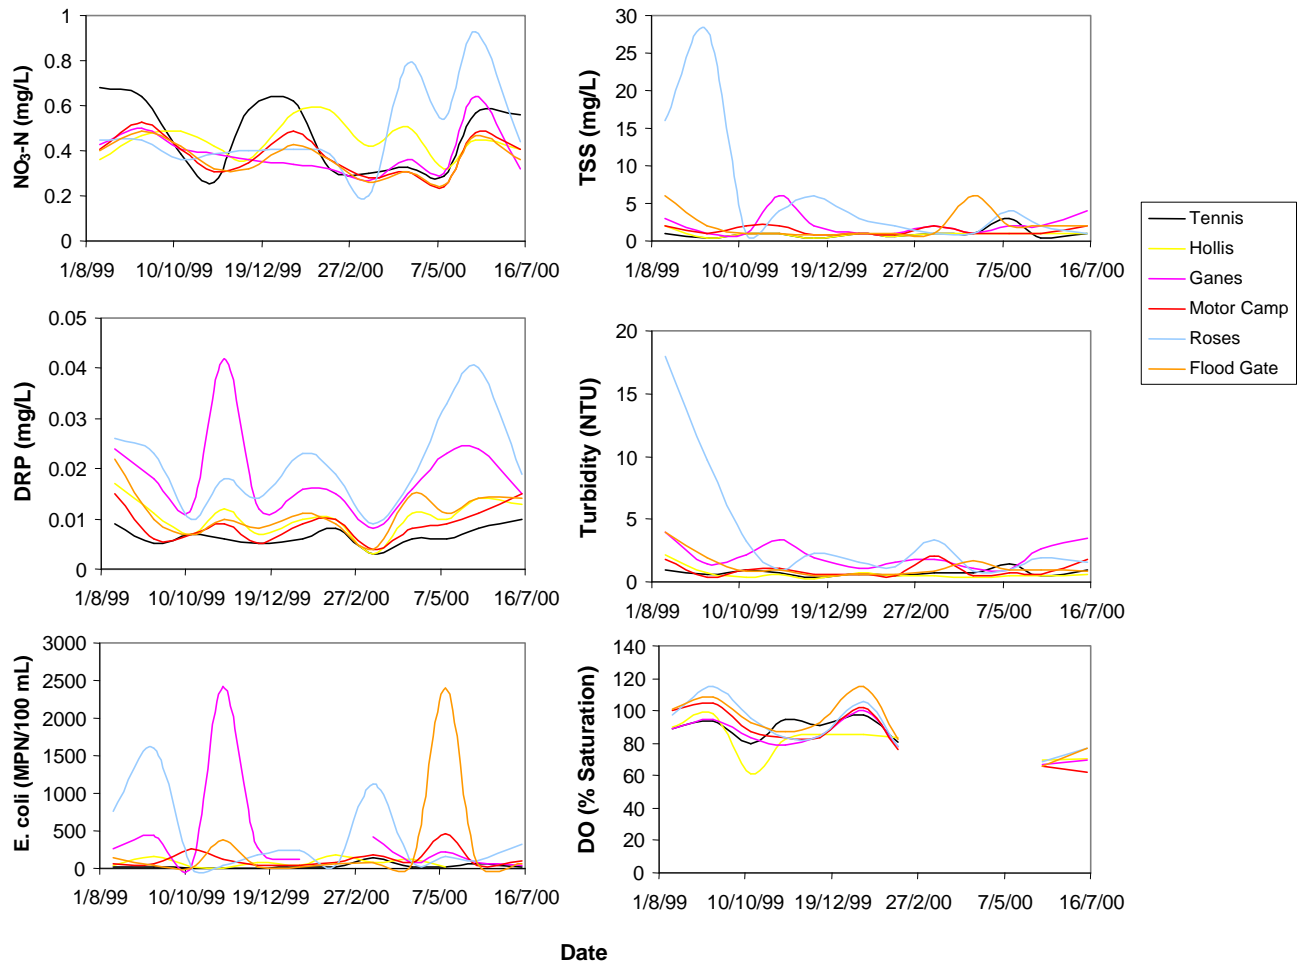 NO3-N (mg/L)
1
0.8
0.6
0.4
0.2
0
1/8/99 10/10/99 19/12/99 27/2/00 7/5/00 16/7/00
TSS (mg/L)
30
25
20
15
10
5
0
1/8/99 10/10/99 19/12/99 27/2/00 7/5/00 16/7/00
Tennis
Hollis
Ganes
Motor Camp
Roses
Flood Gate
DRP (mg/L)
0.05
0.04
0.03
0.02
0.01
0
1/8/99 10/10/99 19/12/99 27/2/00 7/5/00 16/7/00
Turbidity (NTU)
20
15
10
5
0
1/8/99 10/10/99 19/12/99 27/2/00 7/5/00 16/7/00
E. coli (MPN/100 mL)
3000
2500
2000
1500
1000
500
0
1/8/99 10/10/99 19/12/99 27/2/00 7/5/00 16/7/00
DO (% Saturation)
140
120
100
80
60
40
20
0
1/8/99 10/10/99 19/12/99 27/2/00 7/5/00 16/7/00
Date